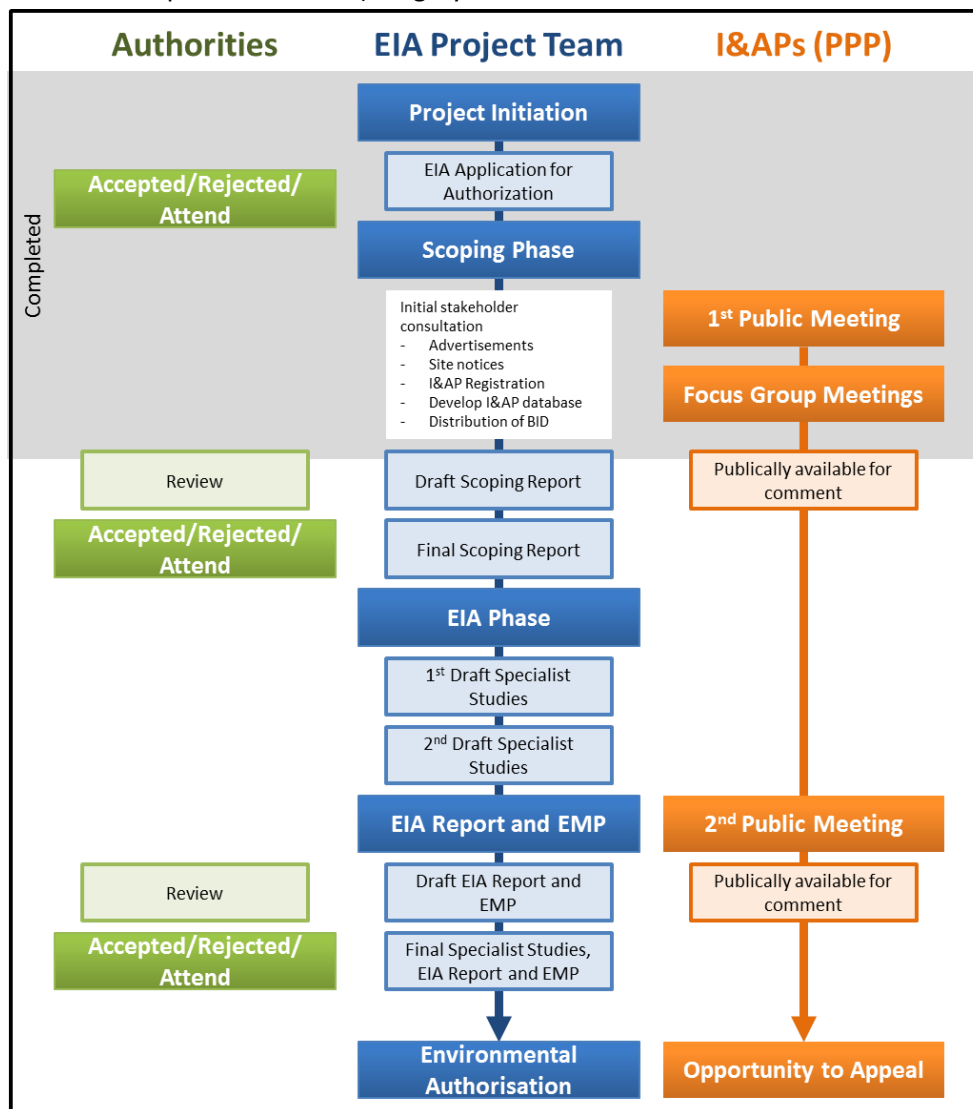 Authorities
EIA Project Team
I&APs (PPP)
Completed
Project Initiation
Accepted/Rejected/
Attend
EIA Application for
Authorization
Scoping Phase
Initial stakeholder
consultation
- Advertisements
- Site notices
- I&AP Registration
- Develop I&AP database
- Distribution of BID
1st Public Meeting
Focus Group Meetings
Review
Draft Scoping Report
Publically available for
comment
Accepted/Rejected/
Attend
Final Scoping Report
EIA Phase
1st Draft Specialist
Studies
2nd Draft Specialist
Studies
EIA Report and EMP
2nd Public Meeting
Review
Draft EIA Report and
EMP
Publically available for
comment
Accepted/Rejected/
Attend
Final Specialist Studies,
EIA Report and EMP
Environmental
Authorisation
Opportunity to Appeal